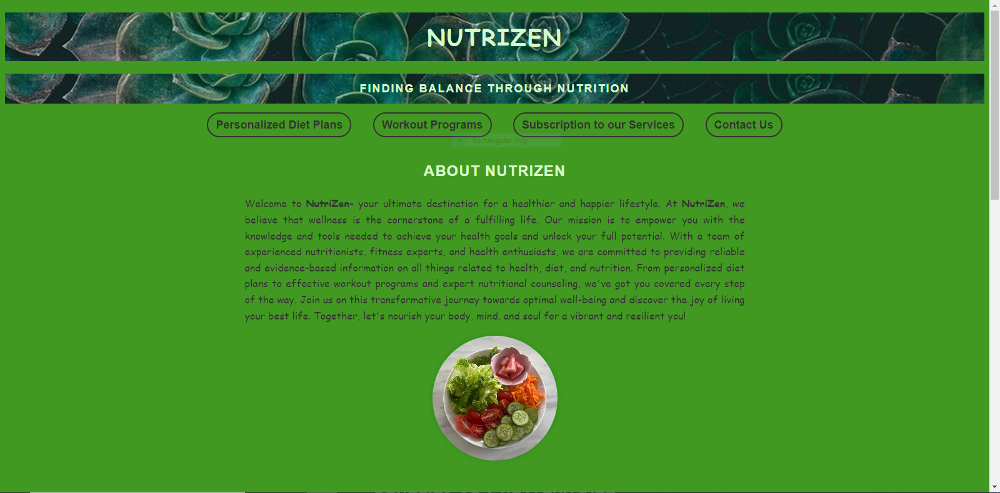 NUTRIZEN
FINDING BALANCE THROUGH NUTRITION
Personalized Diet Plans
Workout Programs
Subscription to our Services
Contact Us
Rectangular Snip
ABOUT NUTRIZEN
Welcome to NutriZen- your ultimate destination for a healthier and happier lifestyle. At NutriZen, we
believe that wellness is the cornerstone of a fulfilling life. Our mission is to empower you with the
knowledge and tools needed to achieve your health goals and unlock your full potential. With a team of
experienced nutritionists, fitness experts, and health enthusiasts, we are committed to providing reliable
and evidence-based information on all things related to health, diet, and nutrition. From personalized diet
plans to effective workout programs and expert nutritional counseling, we've got you covered every step
of the way. Join us on this transformative journey towards optimal well-being and discover the joy of living
your best life. Together, let's nourish your body, mind, and soul for a vibrant and resilient you!